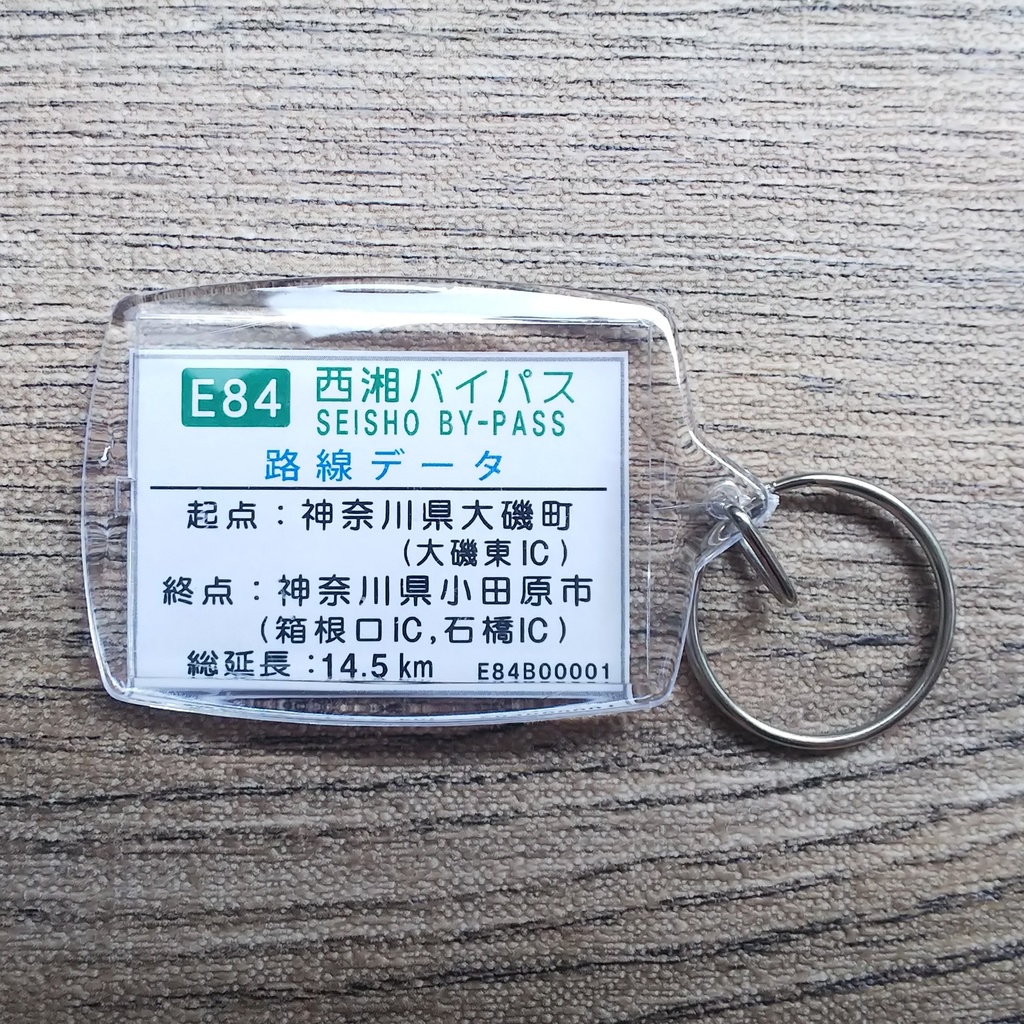 E84 西湘バイパス
SEISHO BY-PASS
路線データ
起点：神奈川県大磯町
(大磯東IC)
終点：神奈川県小田原市
(箱根口IC,石橋IC)
総延長：14.5km E84B00001